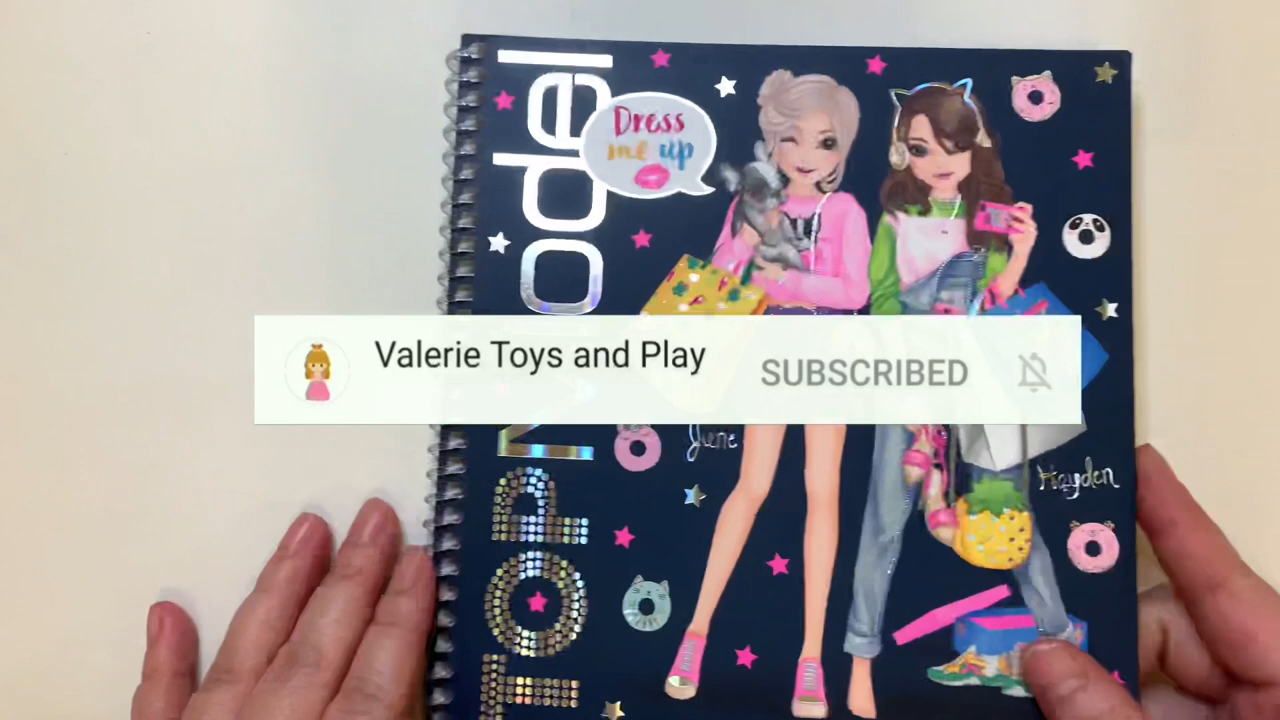 TOPModel
Dress
me up
Valerie Toys and Play
SUBSCRIBED
June
Hayden